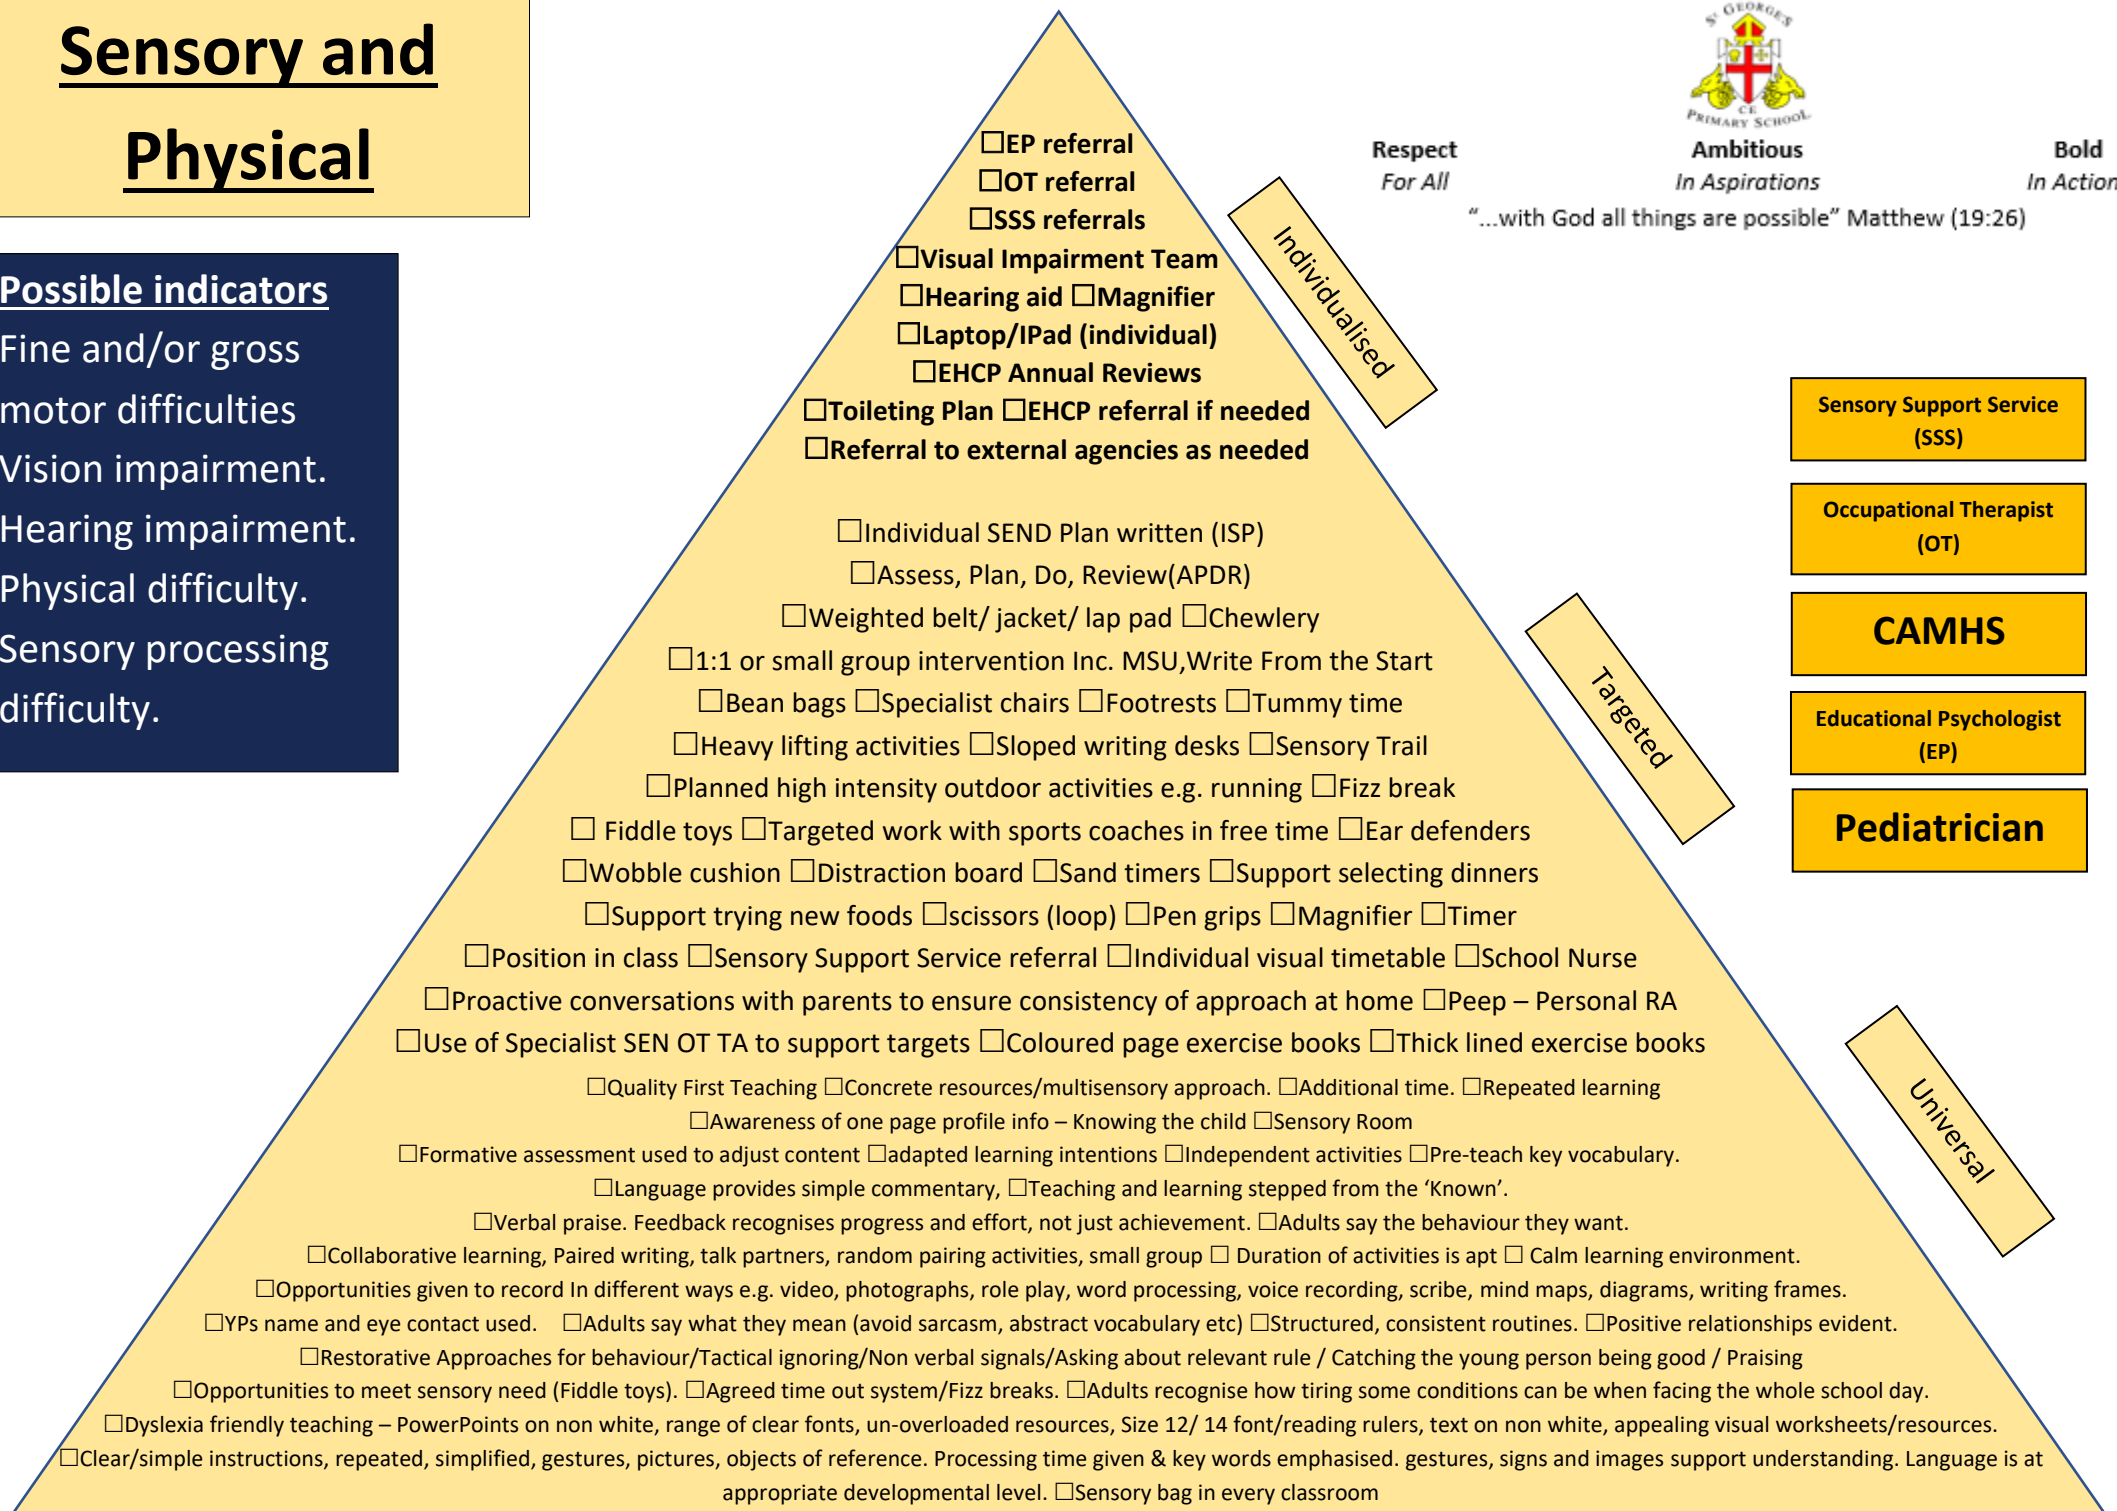 Sensory and
Physical
Possible indicators
Fine and/or gross
motor difficulties
Vision impairment.
Hearing impairment.
Physical difficulty.
Sensory processing
difficulty.
ST GEORGE'S
CE
PRIMARY SCHOOL
Respect Ambitious Bold
For All In Aspirations In Action
"...with God all things are possible" Matthew (19:26)
☐EP referral
☐OT referral
☐SSS referrals
☐Visual Impairment Team
☐Hearing aid ☐Magnifier
☐Laptop/IPad (individual)
☐EHCP Annual Reviews
☐Toileting Plan ☐EHCP referral if needed
☐Referral to external agencies as needed
Individualised
☐Individual SEND Plan written (ISP)
☐Assess, Plan, Do, Review(APDR)
☐Weighted belt/ jacket/ lap pad ☐Chewlery
☐1:1 or small group intervention Inc. MSU,Write From the Start
☐Bean bags ☐Specialist chairs ☐Footrests ☐Tummy time
☐Heavy lifting activities ☐Sloped writing desks ☐Sensory Trail
☐Planned high intensity outdoor activities e.g. running ☐Fizz break
☐ Fiddle toys ☐Targeted work with sports coaches in free time ☐Ear defenders
☐Wobble cushion ☐Distraction board ☐Sand timers ☐Support selecting dinners
☐Support trying new foods ☐scissors (loop) ☐Pen grips ☐Magnifier ☐Timer
☐Position in class ☐Sensory Support Service referral ☐Individual visual timetable ☐School Nurse
☐Proactive conversations with parents to ensure consistency of approach at home ☐Peep – Personal RA
☐Use of Specialist SEN OT TA to support targets ☐Coloured page exercise books ☐Thick lined exercise books
Targeted
☐Quality First Teaching ☐Concrete resources/multisensory approach. ☐Additional time. ☐Repeated learning
☐Awareness of one page profile info – Knowing the child ☐Sensory Room
☐Formative assessment used to adjust content ☐adapted learning intentions ☐Independent activities ☐Pre-teach key vocabulary.
☐Language provides simple commentary, ☐Teaching and learning stepped from the ‘Known’.
☐Verbal praise. Feedback recognises progress and effort, not just achievement. ☐Adults say the behaviour they want.
☐Collaborative learning, Paired writing, talk partners, random pairing activities, small group ☐ Duration of activities is apt ☐ Calm learning environment.
☐Opportunities given to record In different ways e.g. video, photographs, role play, word processing, voice recording, scribe, mind maps, diagrams, writing frames.
☐YPs name and eye contact used. ☐Adults say what they mean (avoid sarcasm, abstract vocabulary etc) ☐Structured, consistent routines. ☐Positive relationships evident.
☐Restorative Approaches for behaviour/Tactical ignoring/Non verbal signals/Asking about relevant rule / Catching the young person being good / Praising
☐Opportunities to meet sensory need (Fiddle toys). ☐Agreed time out system/Fizz breaks. ☐Adults recognise how tiring some conditions can be when facing the whole school day.
☐Dyslexia friendly teaching – PowerPoints on non white, range of clear fonts, un-overloaded resources, Size 12/ 14 font/reading rulers, text on non white, appealing visual worksheets/resources.
☐Clear/simple instructions, repeated, simplified, gestures, pictures, objects of reference. Processing time given & key words emphasised. gestures, signs and images support understanding. Language is at
appropriate developmental level. ☐Sensory bag in every classroom
Universal
Sensory Support Service
(SSS)
Occupational Therapist
(OT)
CAMHS
Educational Psychologist
(EP)
Pediatrician